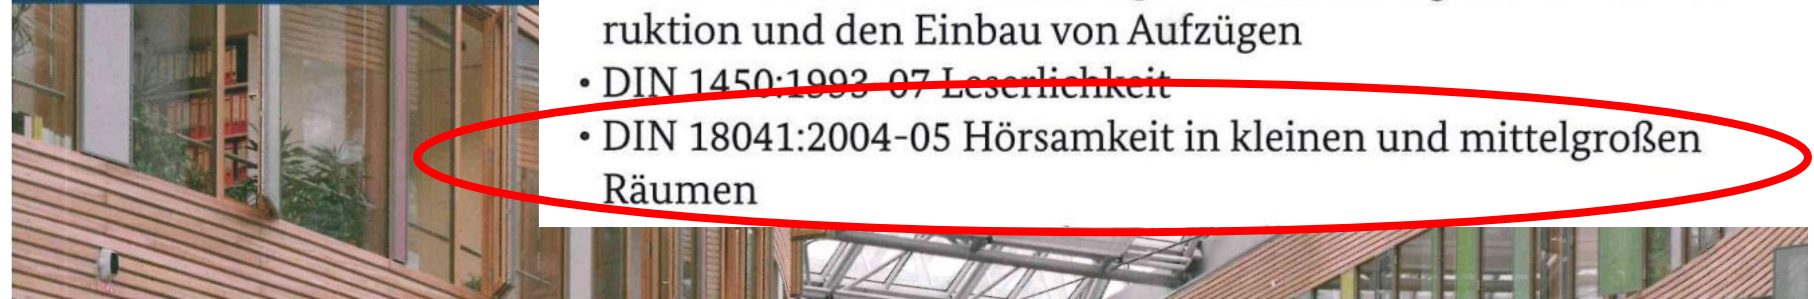 ruktion und den Einbau von Aufzügen
• DIN 1450:1993-07 Leserlichkeit
• DIN 18041:2004-05 Hörsamkeit in kleinen und mittelgroßen
Räumen